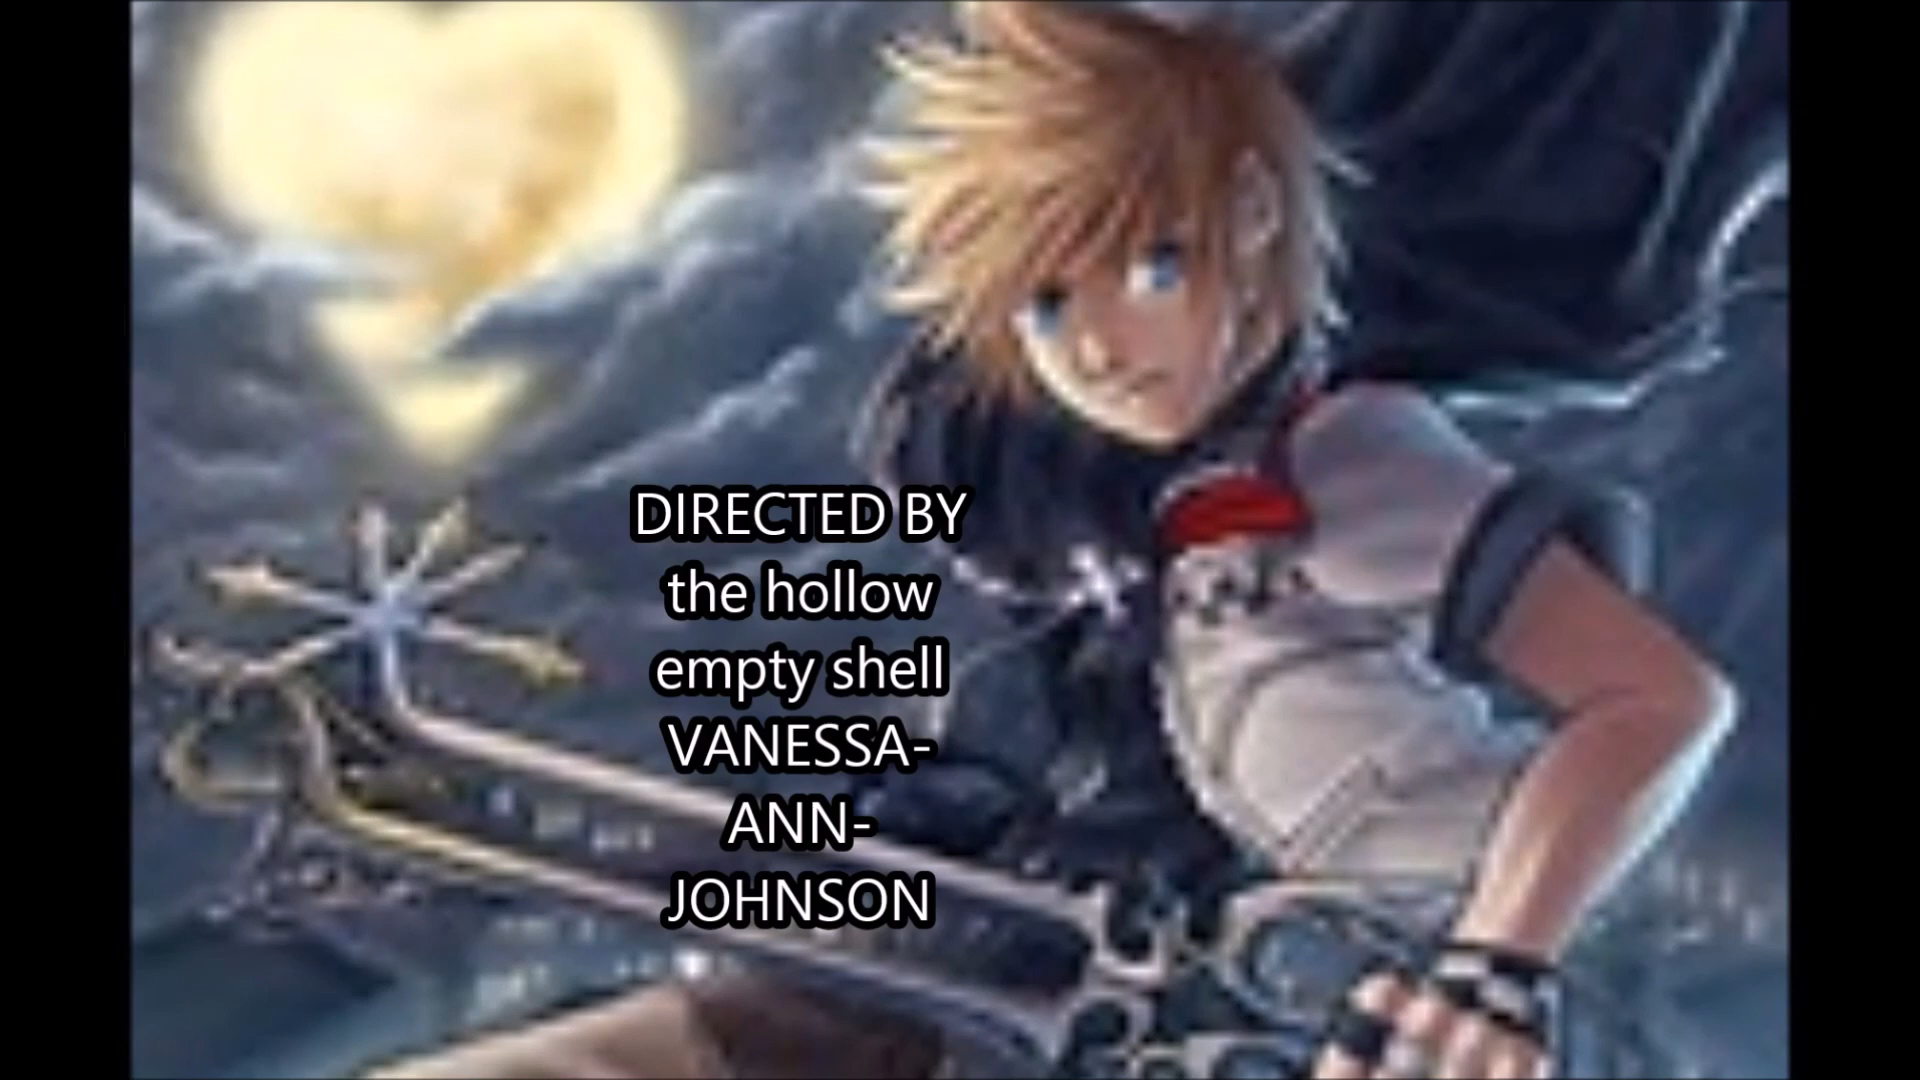 DIRECTED BY
the hollow
empty shell
VANESSA-
ANN-
JOHNSON